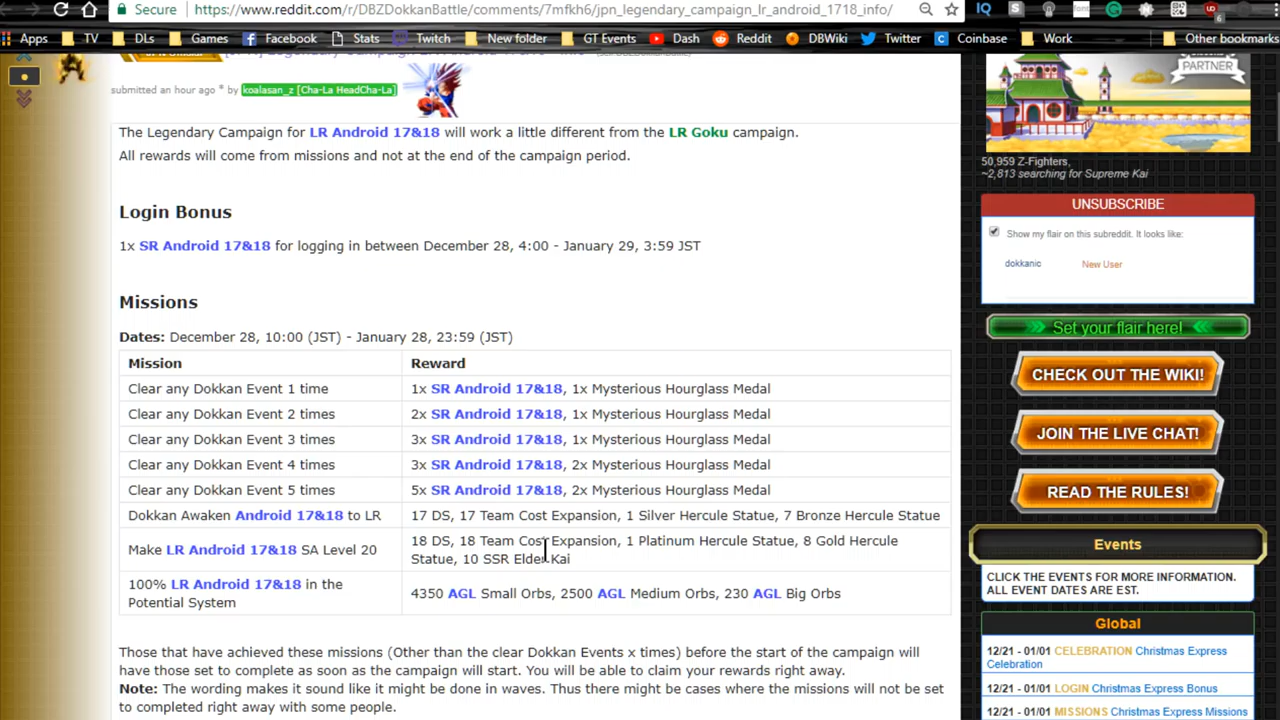 Secure https://www.reddit.com/r/DBZDokkanBattle/comments/7mfkh6/jpn_legendary_campaign_lr_android_1718_info/
Apps TV DLs Games Facebook Stats Twitch New folder GT Events Dash Reddit DBWiki Twitter Coinbase Work Other bookmarks
submitted an hour ago * by koalasan_z [Cha-La HeadCha-La]
The Legendary Campaign for LR Android 17&18 will work a little different from the LR Goku campaign.
All rewards will come from missions and not at the end of the campaign period.
Login Bonus
1x SR Android 17&18 for logging in between December 28, 4:00 - January 29, 3:59 JST
Missions
Dates: December 28, 10:00 (JST) - January 28, 23:59 (JST)
Mission Reward
Clear any Dokkan Event 1 time 1x SR Android 17&18, 1x Mysterious Hourglass Medal
Clear any Dokkan Event 2 times 2x SR Android 17&18, 1x Mysterious Hourglass Medal
Clear any Dokkan Event 3 times 3x SR Android 17&18, 1x Mysterious Hourglass Medal
Clear any Dokkan Event 4 times 3x SR Android 17&18, 2x Mysterious Hourglass Medal
Clear any Dokkan Event 5 times 5x SR Android 17&18, 2x Mysterious Hourglass Medal
Dokkan Awaken Android 17&18 to LR 17 DS, 17 Team Cost Expansion, 1 Silver Hercule Statue, 7 Bronze Hercule Statue
Make LR Android 17&18 SA Level 20 18 DS, 18 Team Cost Expansion, 1 Platinum Hercule Statue, 8 Gold Hercule
Statue, 10 SSR Elder Kai
100% LR Android 17&18 in the
Potential System
4350 AGL Small Orbs, 2500 AGL Medium Orbs, 230 AGL Big Orbs
Those that have achieved these missions (Other than the clear Dokkan Events x times) before the start of the campaign will
have those set to complete as soon as the campaign will start. You will be able to claim your rewards right away.
Note: The wording makes it sound like it might be done in waves. Thus there might be cases where the missions will not be set
to completed right away with some people.
PARTNER
50,959 Z-Fighters,
~2,813 searching for Supreme Kai
UNSUBSCRIBE
Show my flair on this subreddit. It looks like:
dokkanic New User
Set your flair here!
CHECK OUT THE WIKI!
JOIN THE LIVE CHAT!
READ THE RULES!
Events
CLICK THE EVENTS FOR MORE INFORMATION.
ALL EVENT DATES ARE EST.
Global
12/21 - 01/01 CELEBRATION Christmas Express
Celebration
12/21 - 01/01 LOGIN Christmas Express Bonus
12/21 - 01/01 MISSIONS Christmas Express Missions